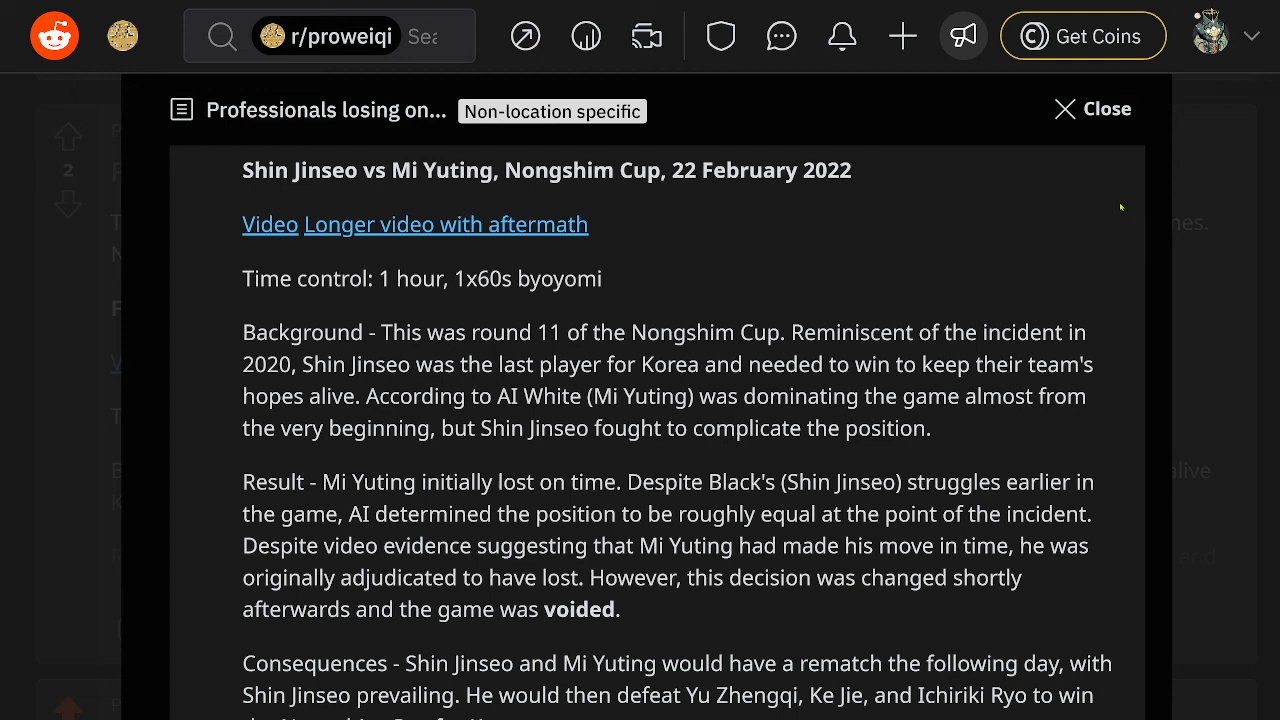 r/proweiqi Sea
Get Coins
Professionals losing on... Non-location specific
Close
2
Shin Jinseo vs Mi Yuting, Nongshim Cup, 22 February 2022
Video Longer video with aftermath
Time control: 1 hour, 1x60s byoyomi
Background - This was round 11 of the Nongshim Cup. Reminiscent of the incident in
2020, Shin Jinseo was the last player for Korea and needed to win to keep their team's
hopes alive. According to AI White (Mi Yuting) was dominating the game almost from
the very beginning, but Shin Jinseo fought to complicate the position.
Result - Mi Yuting initially lost on time. Despite Black's (Shin Jinseo) struggles earlier in
the game, AI determined the position to be roughly equal at the point of the incident.
Despite video evidence suggesting that Mi Yuting had made his move in time, he was
originally adjudicated to have lost. However, this decision was changed shortly
afterwards and the game was voided.
Consequences - Shin Jinseo and Mi Yuting would have a rematch the following day, with
Shin Jinseo prevailing. He would then defeat Yu Zhengqi, Ke Jie, and Ichiriki Ryo to win